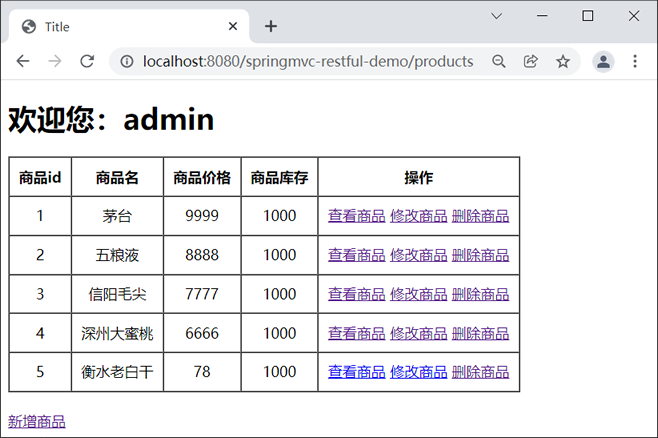 Title
localhost:8080/springmvc-restful-demo/products
欢迎您：admin
商品id 商品名 商品价格 商品库存 操作
1 茅台 9999 1000 查看商品 修改商品 删除商品
2 五粮液 8888 1000 查看商品 修改商品 删除商品
3 信阳毛尖 7777 1000 查看商品 修改商品 删除商品
4 深州大蜜桃 6666 1000 查看商品 修改商品 删除商品
5 衡水老白干 78 1000 查看商品 修改商品 删除商品
新增商品